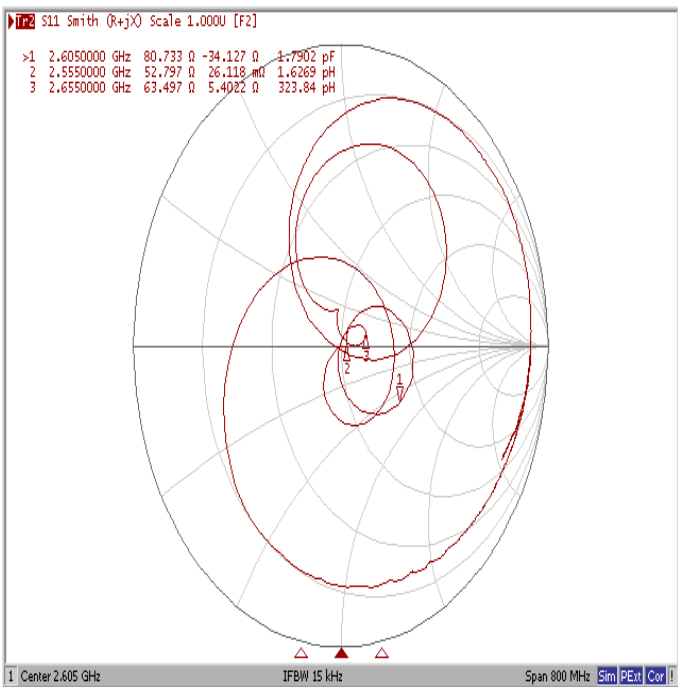 Tr2 S11 Smith (R+jX) Scale 1.000U [F2]
>1 2.6050000 GHz 80.733 Ω -34.127 Ω 1.7902 pF
2 2.5550000 GHz 52.797 Ω 26.118 mΩ 1.6269 pH
3 2.6550000 GHz 63.497 Ω 5.4022 Ω 323.84 pH
1
2
3
1 Center 2.605 GHz IFBW 15 kHz Span 800 MHz Sim PExt Cor !